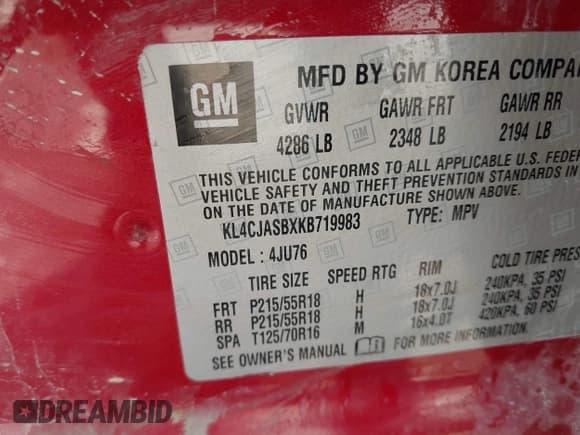 GM
MFD BY GM KOREA COMPA
GVWR GAWR FRT GAWR RR
4286 LB 2348 LB 2194 LB
THIS VEHICLE CONFORMS TO ALL APPLICABLE U.S. FEDER
VEHICLE SAFETY AND THEFT PREVENTION STANDARDS IN
ON THE DATE OF MANUFACTURE SHOWN ABOVE.
KL4CJASBXKB719983 TYPE: MPV
MODEL : 4JU76
TIRE SIZE SPEED RTG RIM COLD TIRE PRES
FRT P215/55R18 H 18x7.0J 240KPA, 35 PSI
RR P215/55R18 H 18x7.0J 240KPA, 35 PSI
SPA T125/70R16 M 16x4.0T 420KPA, 60 PSI
SEE OWNER'S MANUAL FOR MORE INFORMATION.
DREAMBID